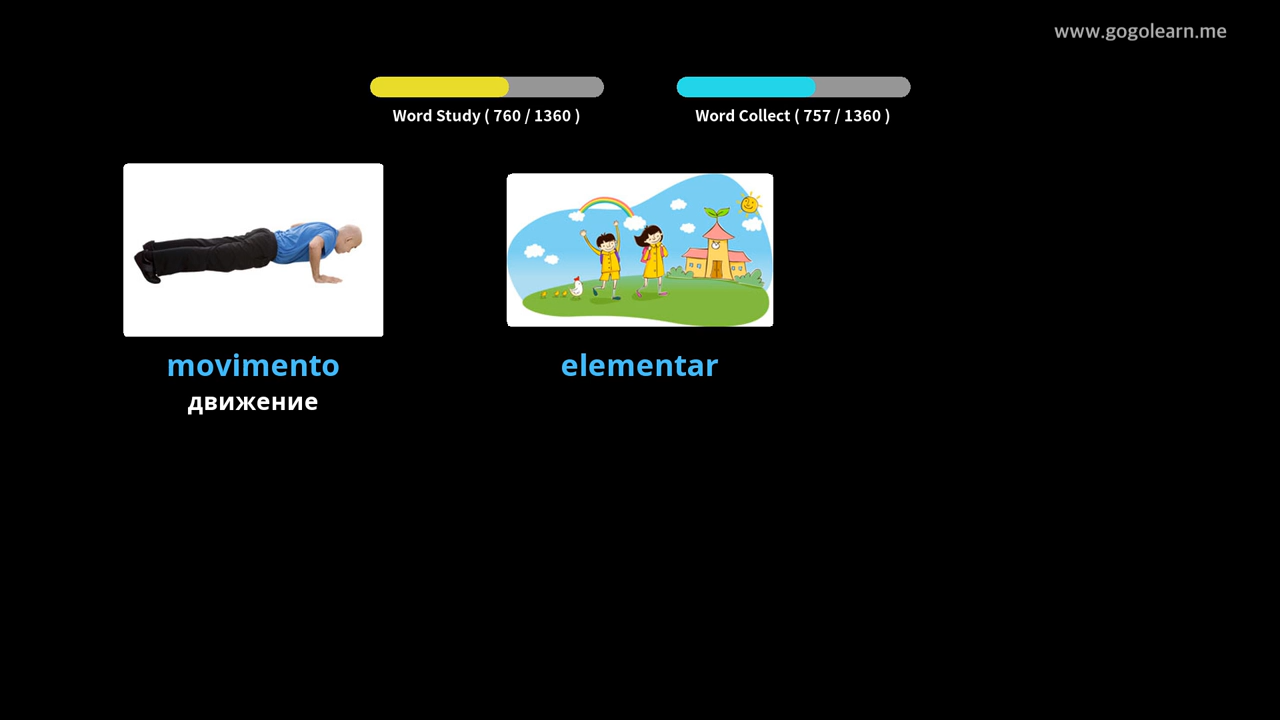 www.gogolearn.me
Word Study ( 760 / 1360 )
Word Collect ( 757 / 1360 )
movimento
elementar
движение